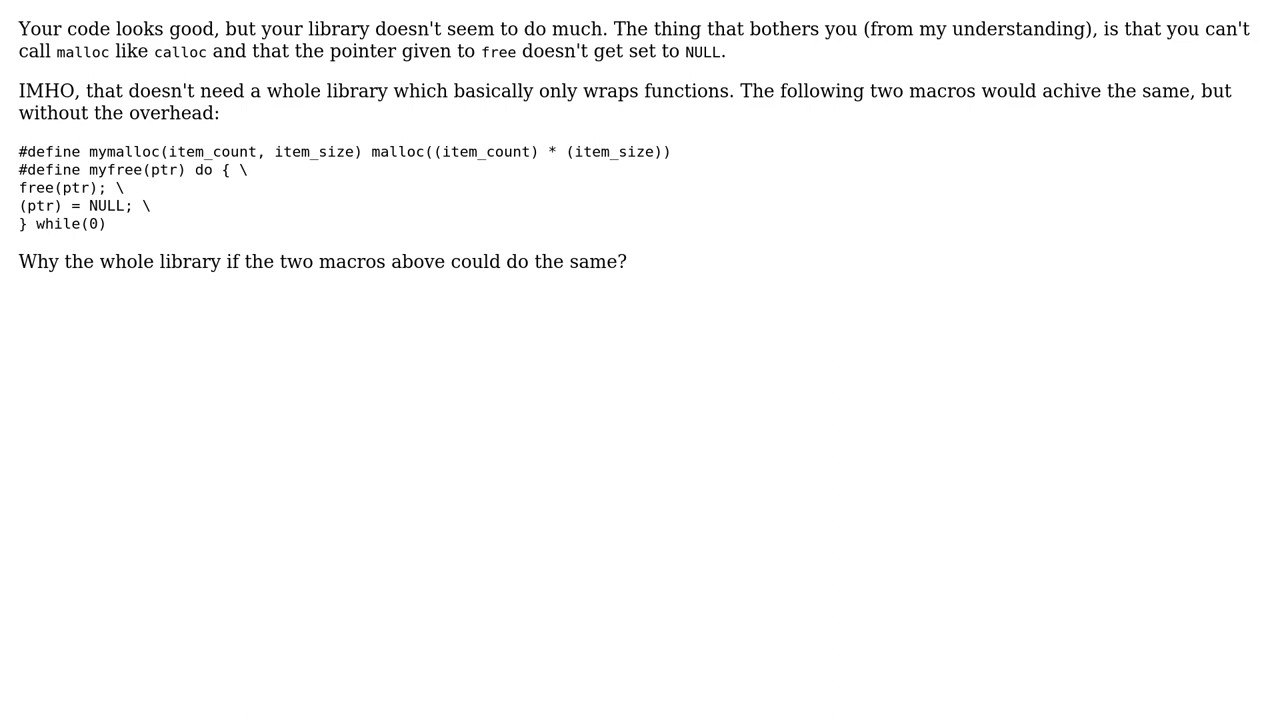 Your code looks good, but your library doesn't seem to do much. The thing that bothers you (from my understanding), is that you can't
call malloc like calloc and that the pointer given to free doesn't get set to NULL.
IMHO, that doesn't need a whole library which basically only wraps functions. The following two macros would achive the same, but
without the overhead:
#define mymalloc(item_count, item_size) malloc((item_count) * (item_size))
#define myfree(ptr) do { \
free(ptr); \
(ptr) = NULL; \
} while(0)
Why the whole library if the two macros above could do the same?